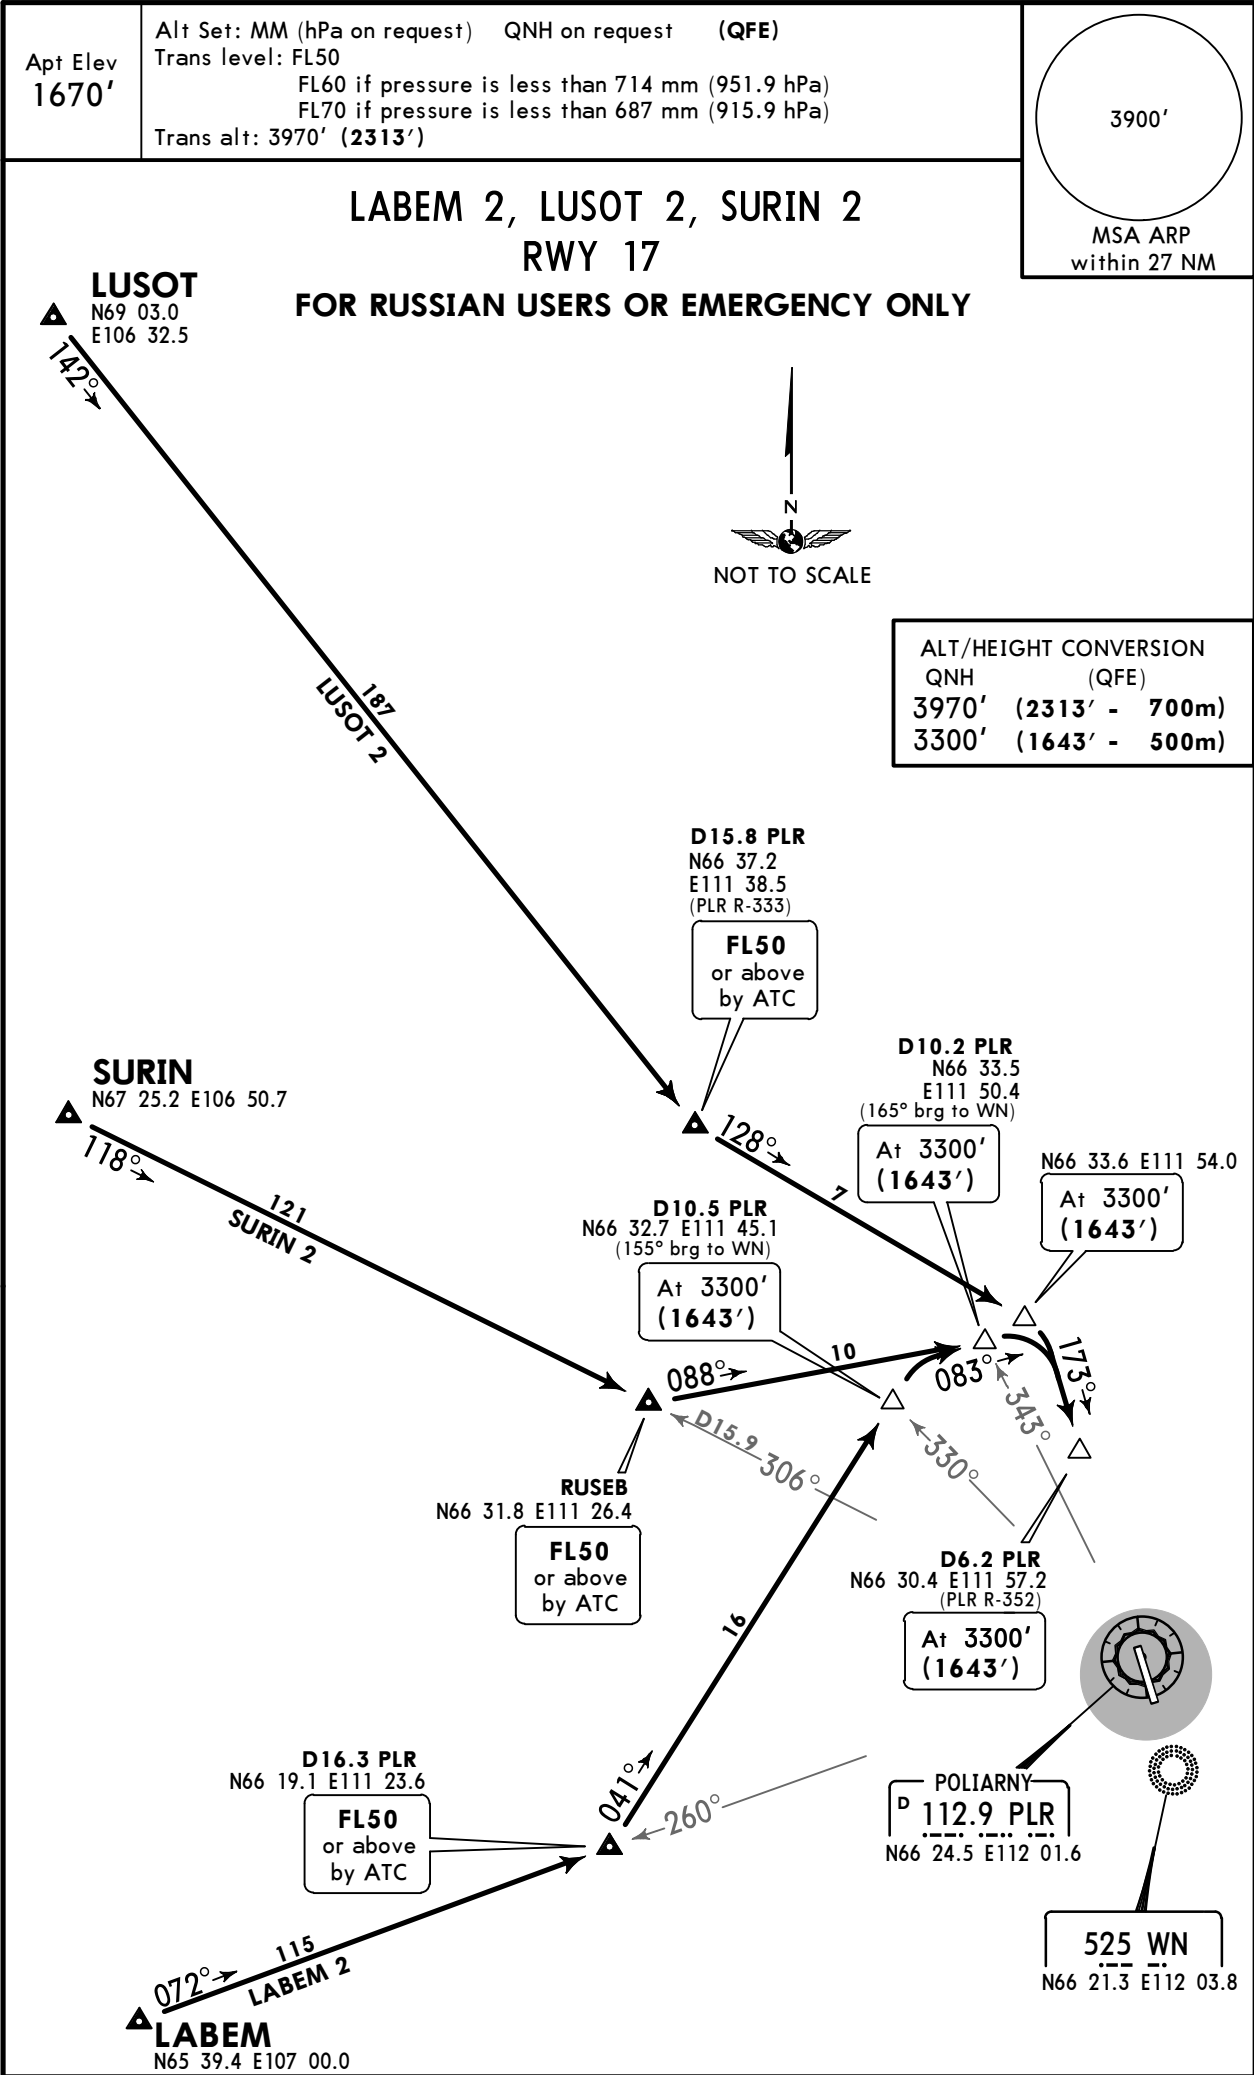 Apt Elev
1670'
Alt Set: MM (hPa on request) QNH on request (QFE)
Trans level: FL50
FL60 if pressure is less than 714 mm (951.9 hPa)
FL70 if pressure is less than 687 mm (915.9 hPa)
Trans alt: 3970' (2313')
3900'
MSA ARP
within 27 NM
LABEM 2, LUSOT 2, SURIN 2
RWY 17
FOR RUSSIAN USERS OR EMERGENCY ONLY
LUSOT
N69 03.0
E106 32.5
142°
N
NOT TO SCALE
ALT/HEIGHT CONVERSION
QNH (QFE)
3970' (2313' - 700m)
3300' (1643' - 500m)
187
LUSOT 2
D15.8 PLR
N66 37.2
E111 38.5
(PLR R-333)
FL50
or above
by ATC
SURIN
N67 25.2 E106 50.7
118°
121
SURIN 2
128°
7
D10.2 PLR
N66 33.5
E111 50.4
(165° brg to WN)
At 3300'
(1643')
N66 33.6 E111 54.0
At 3300'
(1643')
D10.5 PLR
N66 32.7 E111 45.1
(155° brg to WN)
At 3300'
(1643')
088°
10
083°
173°
343°
330°
D15.9
306°
RUSEB
N66 31.8 E111 26.4
FL50
or above
by ATC
D6.2 PLR
N66 30.4 E111 57.2
(PLR R-352)
At 3300'
(1643')
16
041°
260°
D16.3 PLR
N66 19.1 E111 23.6
FL50
or above
by ATC
POLIARNY
D 112.9 PLR
N66 24.5 E112 01.6
525 WN
N66 21.3 E112 03.8
072°
115
LABEM 2
LABEM
N65 39.4 E107 00.0